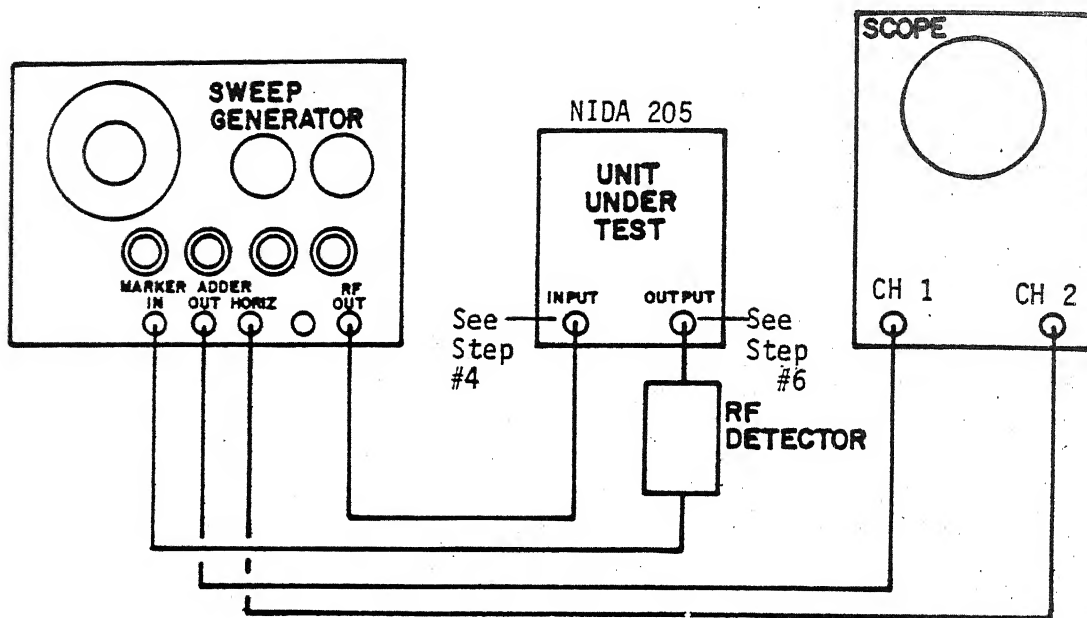 SCOPE
SWEEP
GENERATOR
NIDA 205
UNIT
UNDER
TEST
MARKER ADDER RF
IN OUT HORIZ OUT
INPUT OUTPUT
CH 1
CH 2
See
Step
#4
See
Step
#6
RF
DETECTOR